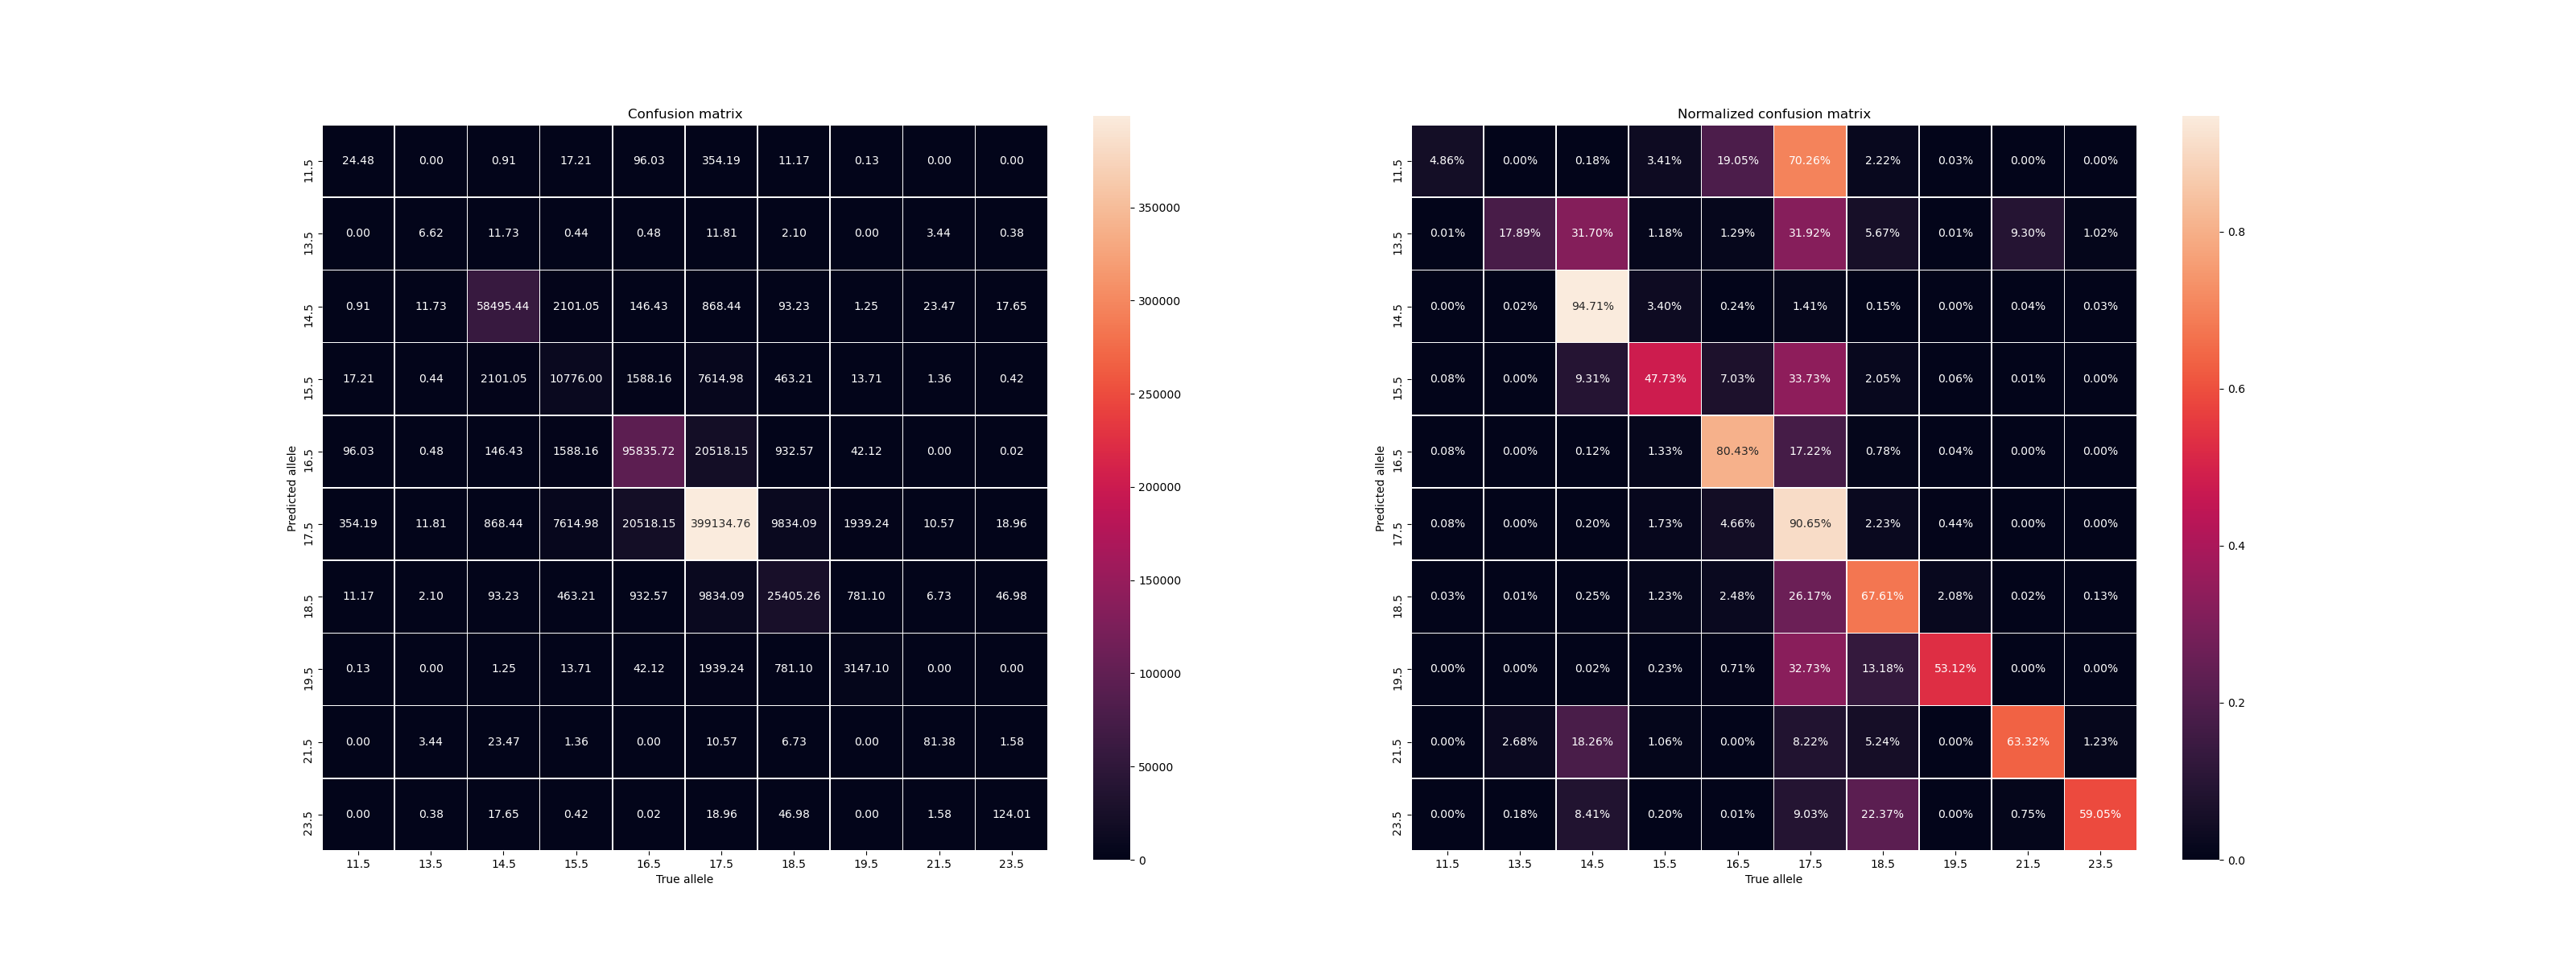 Confusion matrix
11.5 24.48 0.00 0.91 17.21 96.03 354.19 11.17 0.13 0.00 0.00
13.5 0.00 6.62 11.73 0.44 0.48 11.81 2.10 0.00 3.44 0.38
14.5 0.91 11.73 58495.44 2101.05 146.43 868.44 93.23 1.25 23.47 17.65
15.5 17.21 0.44 2101.05 10776.00 1588.16 7614.98 463.21 13.71 1.36 0.42
16.5 96.03 0.48 146.43 1588.16 95835.72 20518.15 932.57 42.12 0.00 0.02
17.5 354.19 11.81 868.44 7614.98 20518.15 399134.76 9834.09 1939.24 10.57 18.96
18.5 11.17 2.10 93.23 463.21 932.57 9834.09 25405.26 781.10 6.73 46.98
19.5 0.13 0.00 1.25 13.71 42.12 1939.24 781.10 3147.10 0.00 0.00
21.5 0.00 3.44 23.47 1.36 0.00 10.57 6.73 0.00 81.38 1.58
23.5 0.00 0.38 17.65 0.42 0.02 18.96 46.98 0.00 1.58 124.01
11.5 13.5 14.5 15.5 16.5 17.5 18.5 19.5 21.5 23.5
True allele
Predicted allele
350000
300000
250000
200000
150000
100000
50000
0
Normalized confusion matrix
11.5 4.86% 0.00% 0.18% 3.41% 19.05% 70.26% 2.22% 0.03% 0.00% 0.00%
13.5 0.01% 17.89% 31.70% 1.18% 1.29% 31.92% 5.67% 0.01% 9.30% 1.02%
14.5 0.00% 0.02% 94.71% 3.40% 0.24% 1.41% 0.15% 0.00% 0.04% 0.03%
15.5 0.08% 0.00% 9.31% 47.73% 7.03% 33.73% 2.05% 0.06% 0.01% 0.00%
16.5 0.08% 0.00% 0.12% 1.33% 80.43% 17.22% 0.78% 0.04% 0.00% 0.00%
17.5 0.08% 0.00% 0.20% 1.73% 4.66% 90.65% 2.23% 0.44% 0.00% 0.00%
18.5 0.03% 0.01% 0.25% 1.23% 2.48% 26.17% 67.61% 2.08% 0.02% 0.13%
19.5 0.00% 0.00% 0.02% 0.23% 0.71% 32.73% 13.18% 53.12% 0.00% 0.00%
21.5 0.00% 2.68% 18.26% 1.06% 0.00% 8.22% 5.24% 0.00% 63.32% 1.23%
23.5 0.00% 0.18% 8.41% 0.20% 0.01% 9.03% 22.37% 0.00% 0.75% 59.05%
11.5 13.5 14.5 15.5 16.5 17.5 18.5 19.5 21.5 23.5
True allele
Predicted allele
0.8
0.6
0.4
0.2
0.0